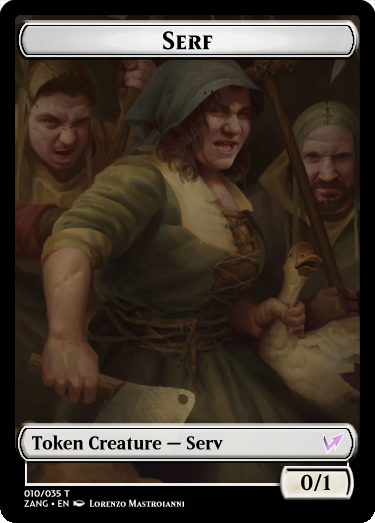 Serf
Token Creature — Serv
0/1
010/035 T
ZANG • EN Lorenzo Mastroianni